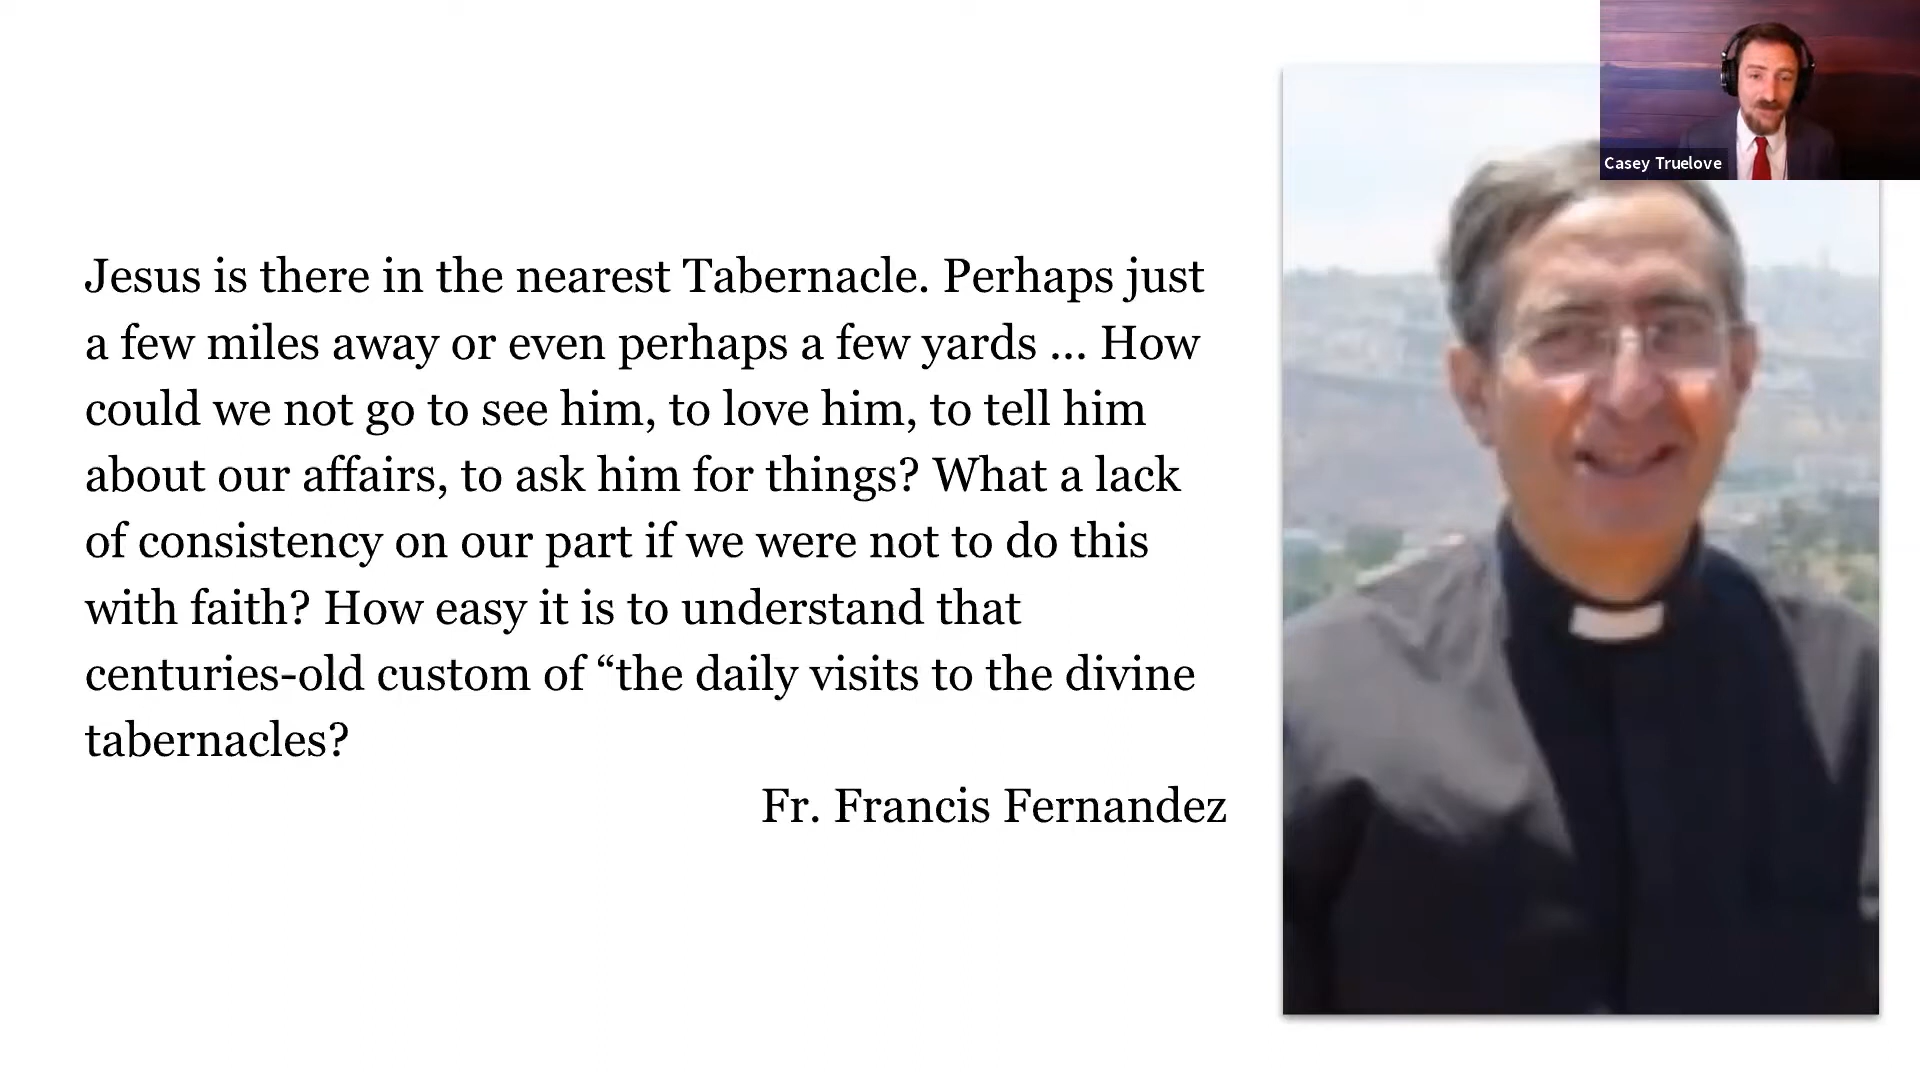 Casey Truelove
Jesus is there in the nearest Tabernacle. Perhaps just
a few miles away or even perhaps a few yards ... How
could we not go to see him, to love him, to tell him
about our affairs, to ask him for things? What a lack
of consistency on our part if we were not to do this
with faith? How easy it is to understand that
centuries-old custom of “the daily visits to the divine
tabernacles?
Fr. Francis Fernandez